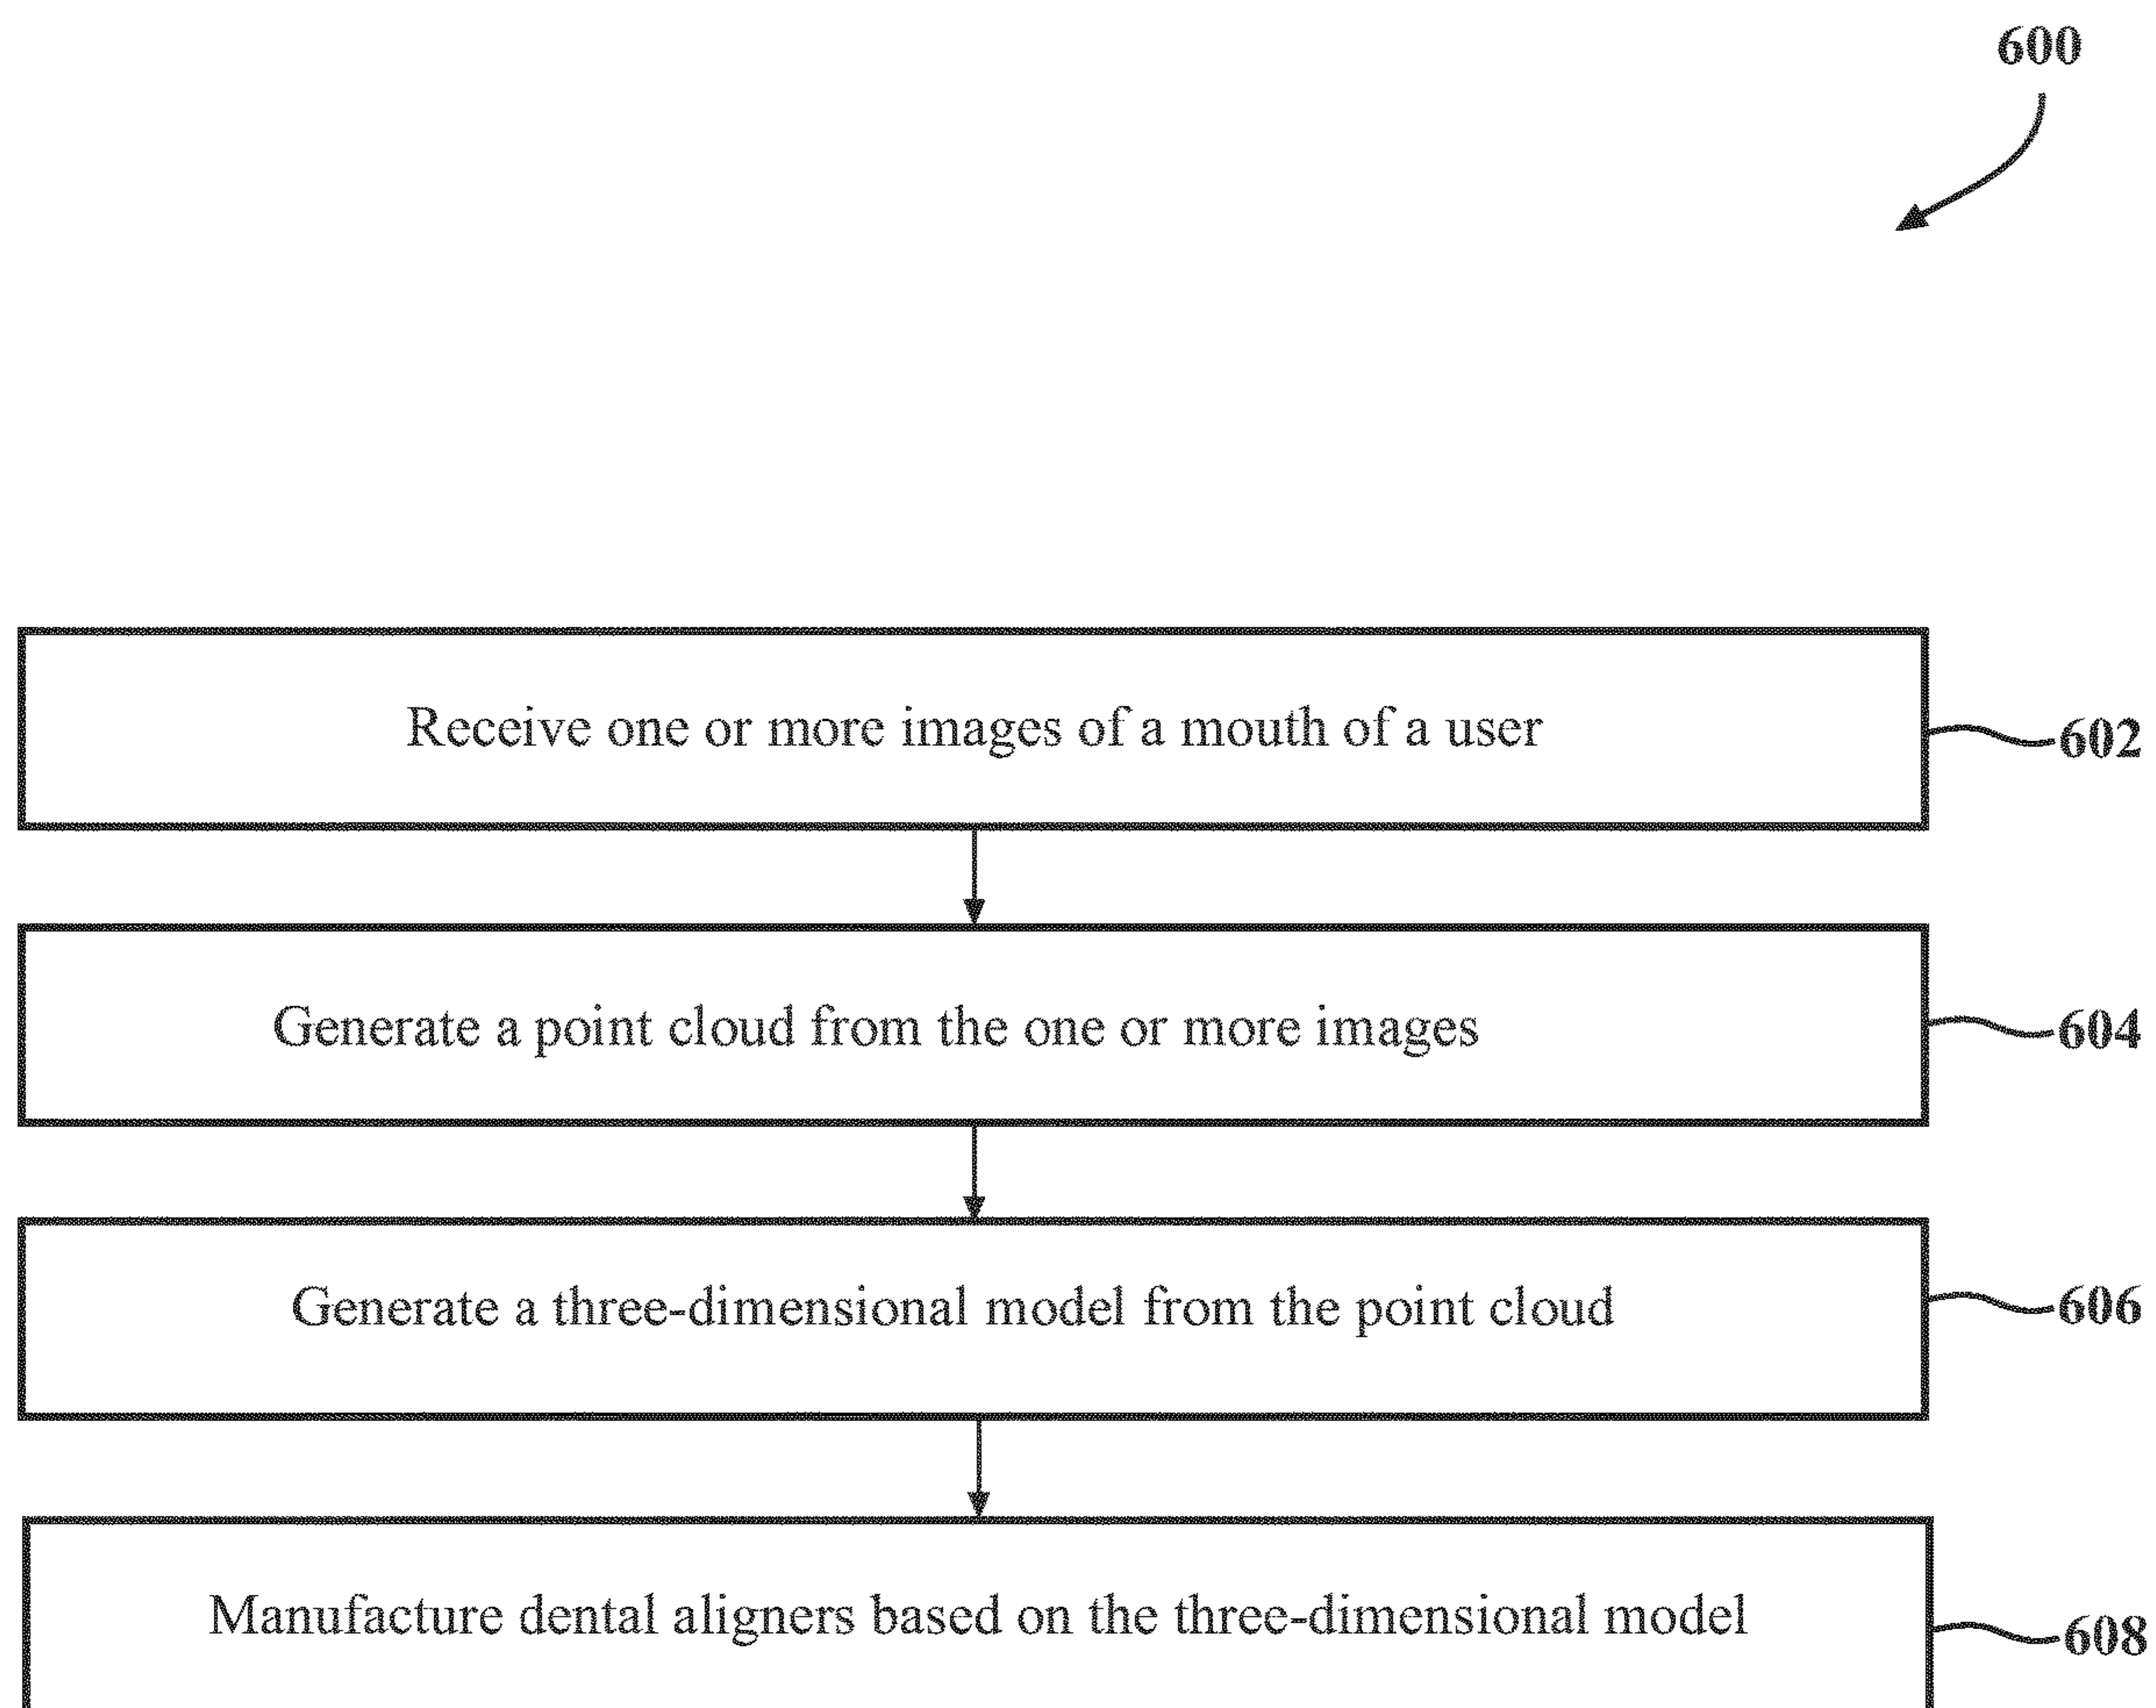 600
Receive one or more images of a mouth of a user
602
Generate a point cloud from the one or more images
604
Generate a three-dimensional model from the point cloud
606
Manufacture dental aligners based on the three-dimensional model
608